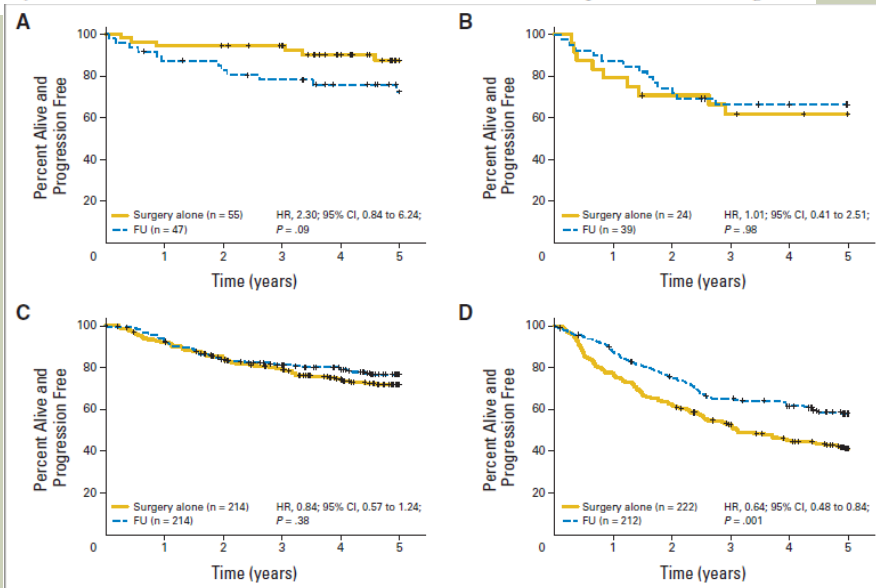 A
Percent Alive and
Progression Free
100
80
60
40
20
0
Surgery alone (n = 55) HR, 2.30; 95% CI, 0.84 to 6.24;
FU (n = 47) P = .09
1 2 3 4 5
Time (years)
B
Percent Alive and
Progression Free
100
80
60
40
20
0
Surgery alone (n = 24) HR, 1.01; 95% CI, 0.41 to 2.51;
FU (n = 39) P = .98
1 2 3 4 5
Time (years)
C
Percent Alive and
Progression Free
100
80
60
40
20
0
Surgery alone (n = 214) HR, 0.84; 95% CI, 0.57 to 1.24;
FU (n = 214) P = .38
1 2 3 4 5
Time (years)
D
Percent Alive and
Progression Free
100
80
60
40
20
0
Surgery alone (n = 222) HR, 0.64; 95% CI, 0.48 to 0.84;
FU (n = 212) P = .001
1 2 3 4 5
Time (years)